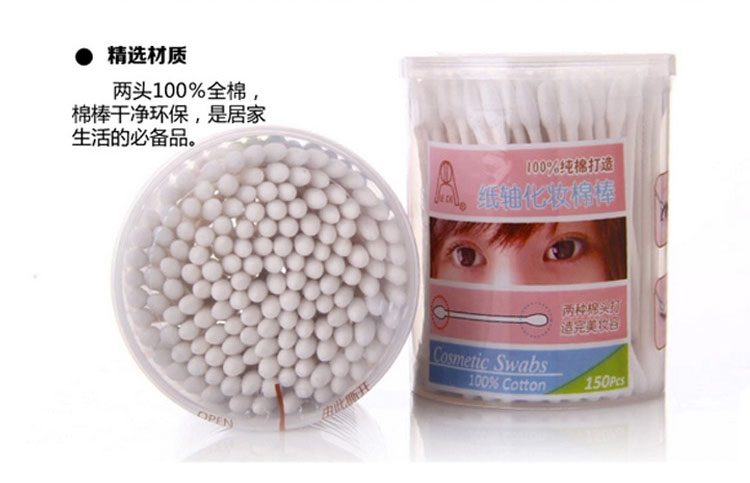 ● 精选材质
两头100%全棉，
棉棒干净环保，是居家
生活的必备品。
100%纯棉打造
®
纸轴化妆棉棒
两种棉头打
造完美妆容
Cosmetic Swabs
100% Cotton
150Pcs
OPEN
由此撕开